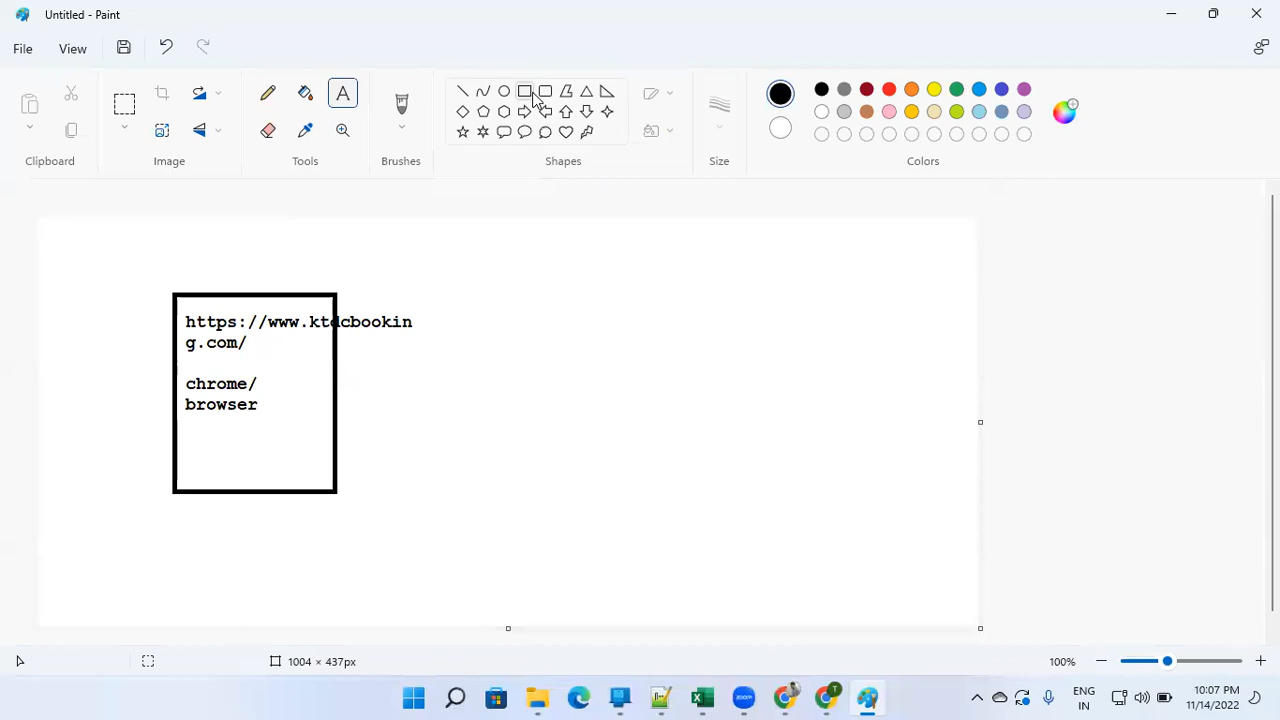 Untitled - Paint
File View
Clipboard Image Tools Brushes Shapes Size Colors
https://www.ktdcbookin
g.com/
chrome/
browser
1004 × 437px 100%
ENG
IN
10:07 PM
11/14/2022